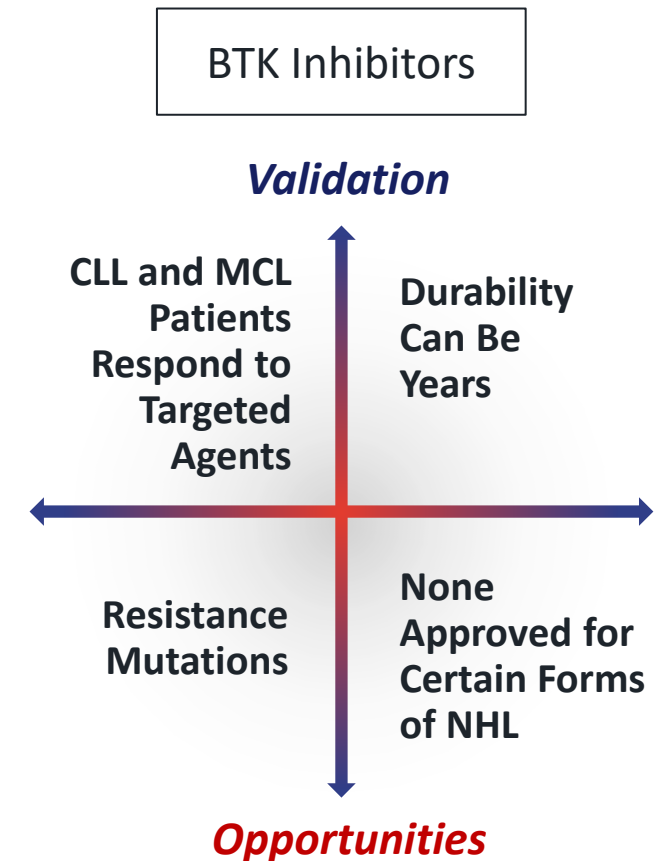 BTK Inhibitors
Validation
CLL and MCL
Patients
Respond to
Targeted
Agents
Durability
Can Be
Years
Resistance
Mutations
None
Approved for
Certain Forms
of NHL
Opportunities